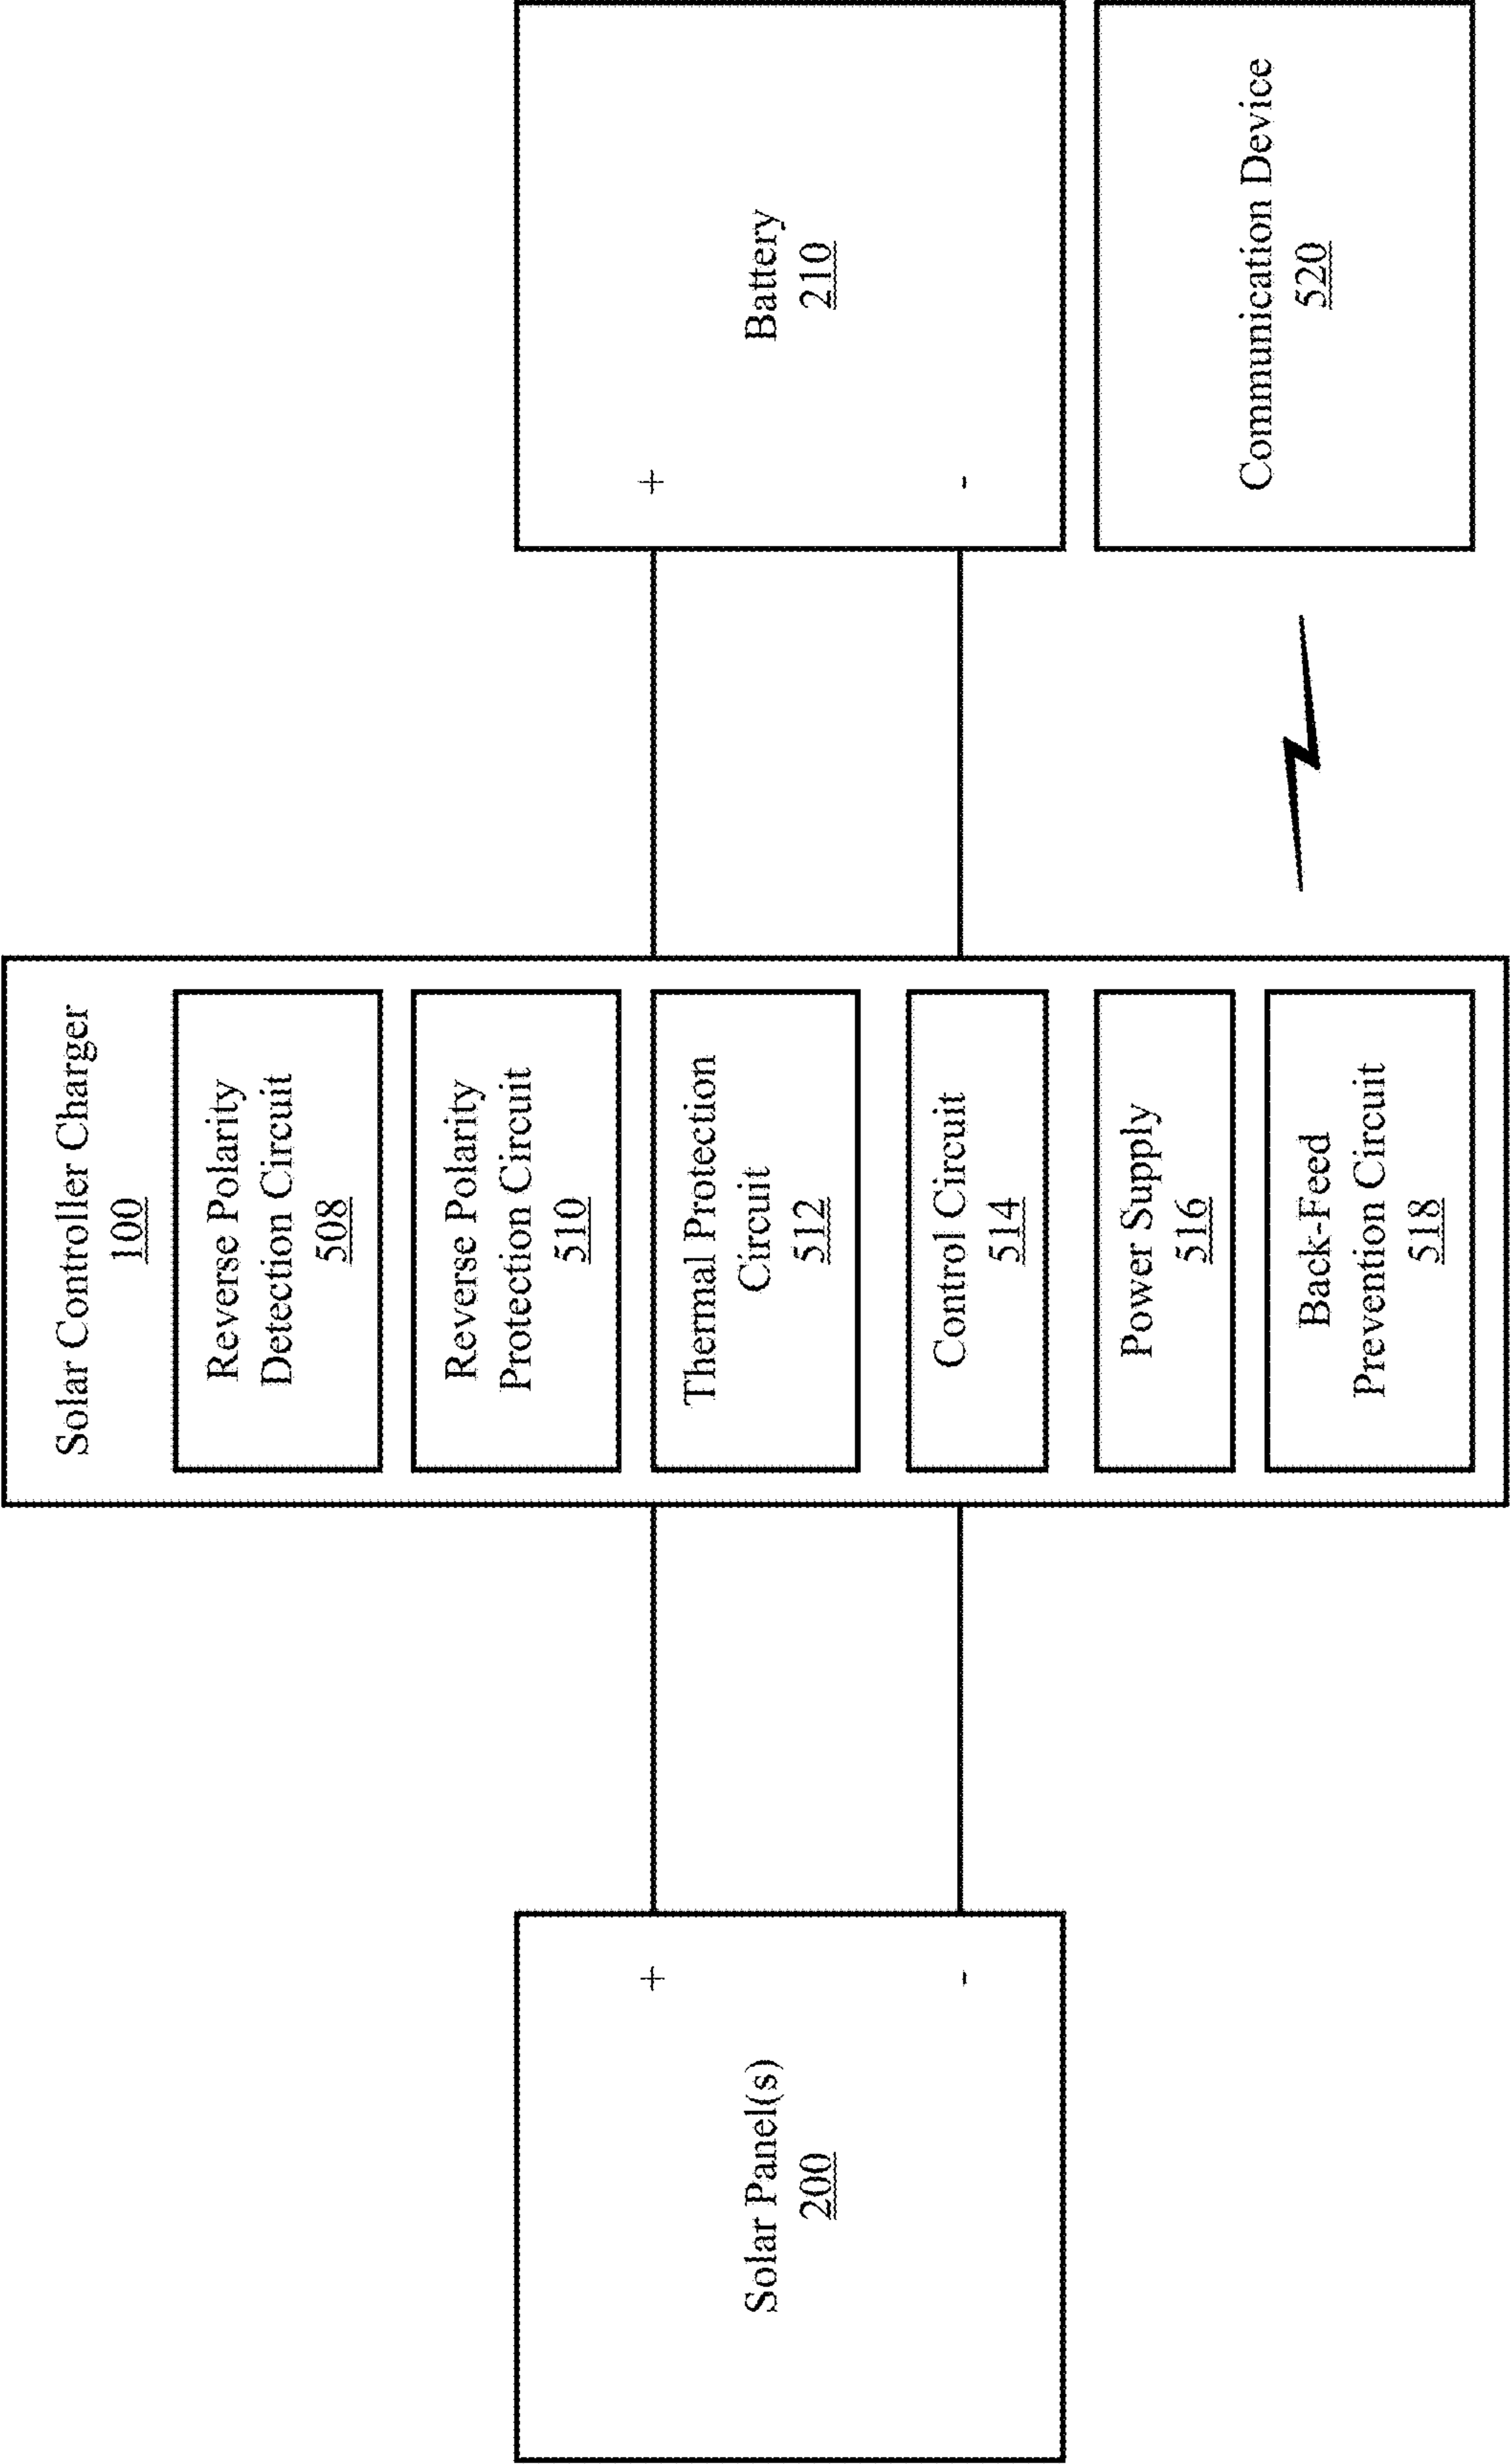 Solar Panel(s)
200
+
-
Solar Controller Charger
100
Reverse Polarity
Detection Circuit
508
Reverse Polarity
Protection Circuit
510
Thermal Protection
Circuit
512
Control Circuit
514
Power Supply
516
Back-Feed
Prevention Circuit
518
+
-
Battery
210
Communication Device
520